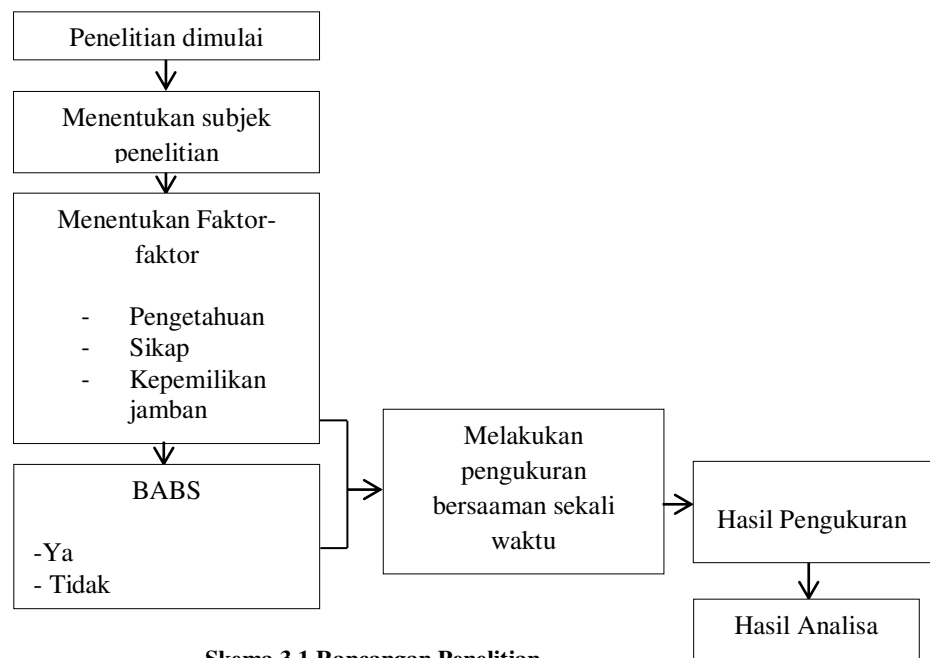 Penelitian dimulai
Menentukan subjek
penelitian
Menentukan Faktor-
faktor
- Pengetahuan
- Sikap
- Kepemilikan
jamban
BABS
-Ya
- Tidak
Melakukan
pengukuran
bersaaman sekali
waktu
Hasil Pengukuran
Hasil Analisa
Skema 3.1 Rancangan Penelitian